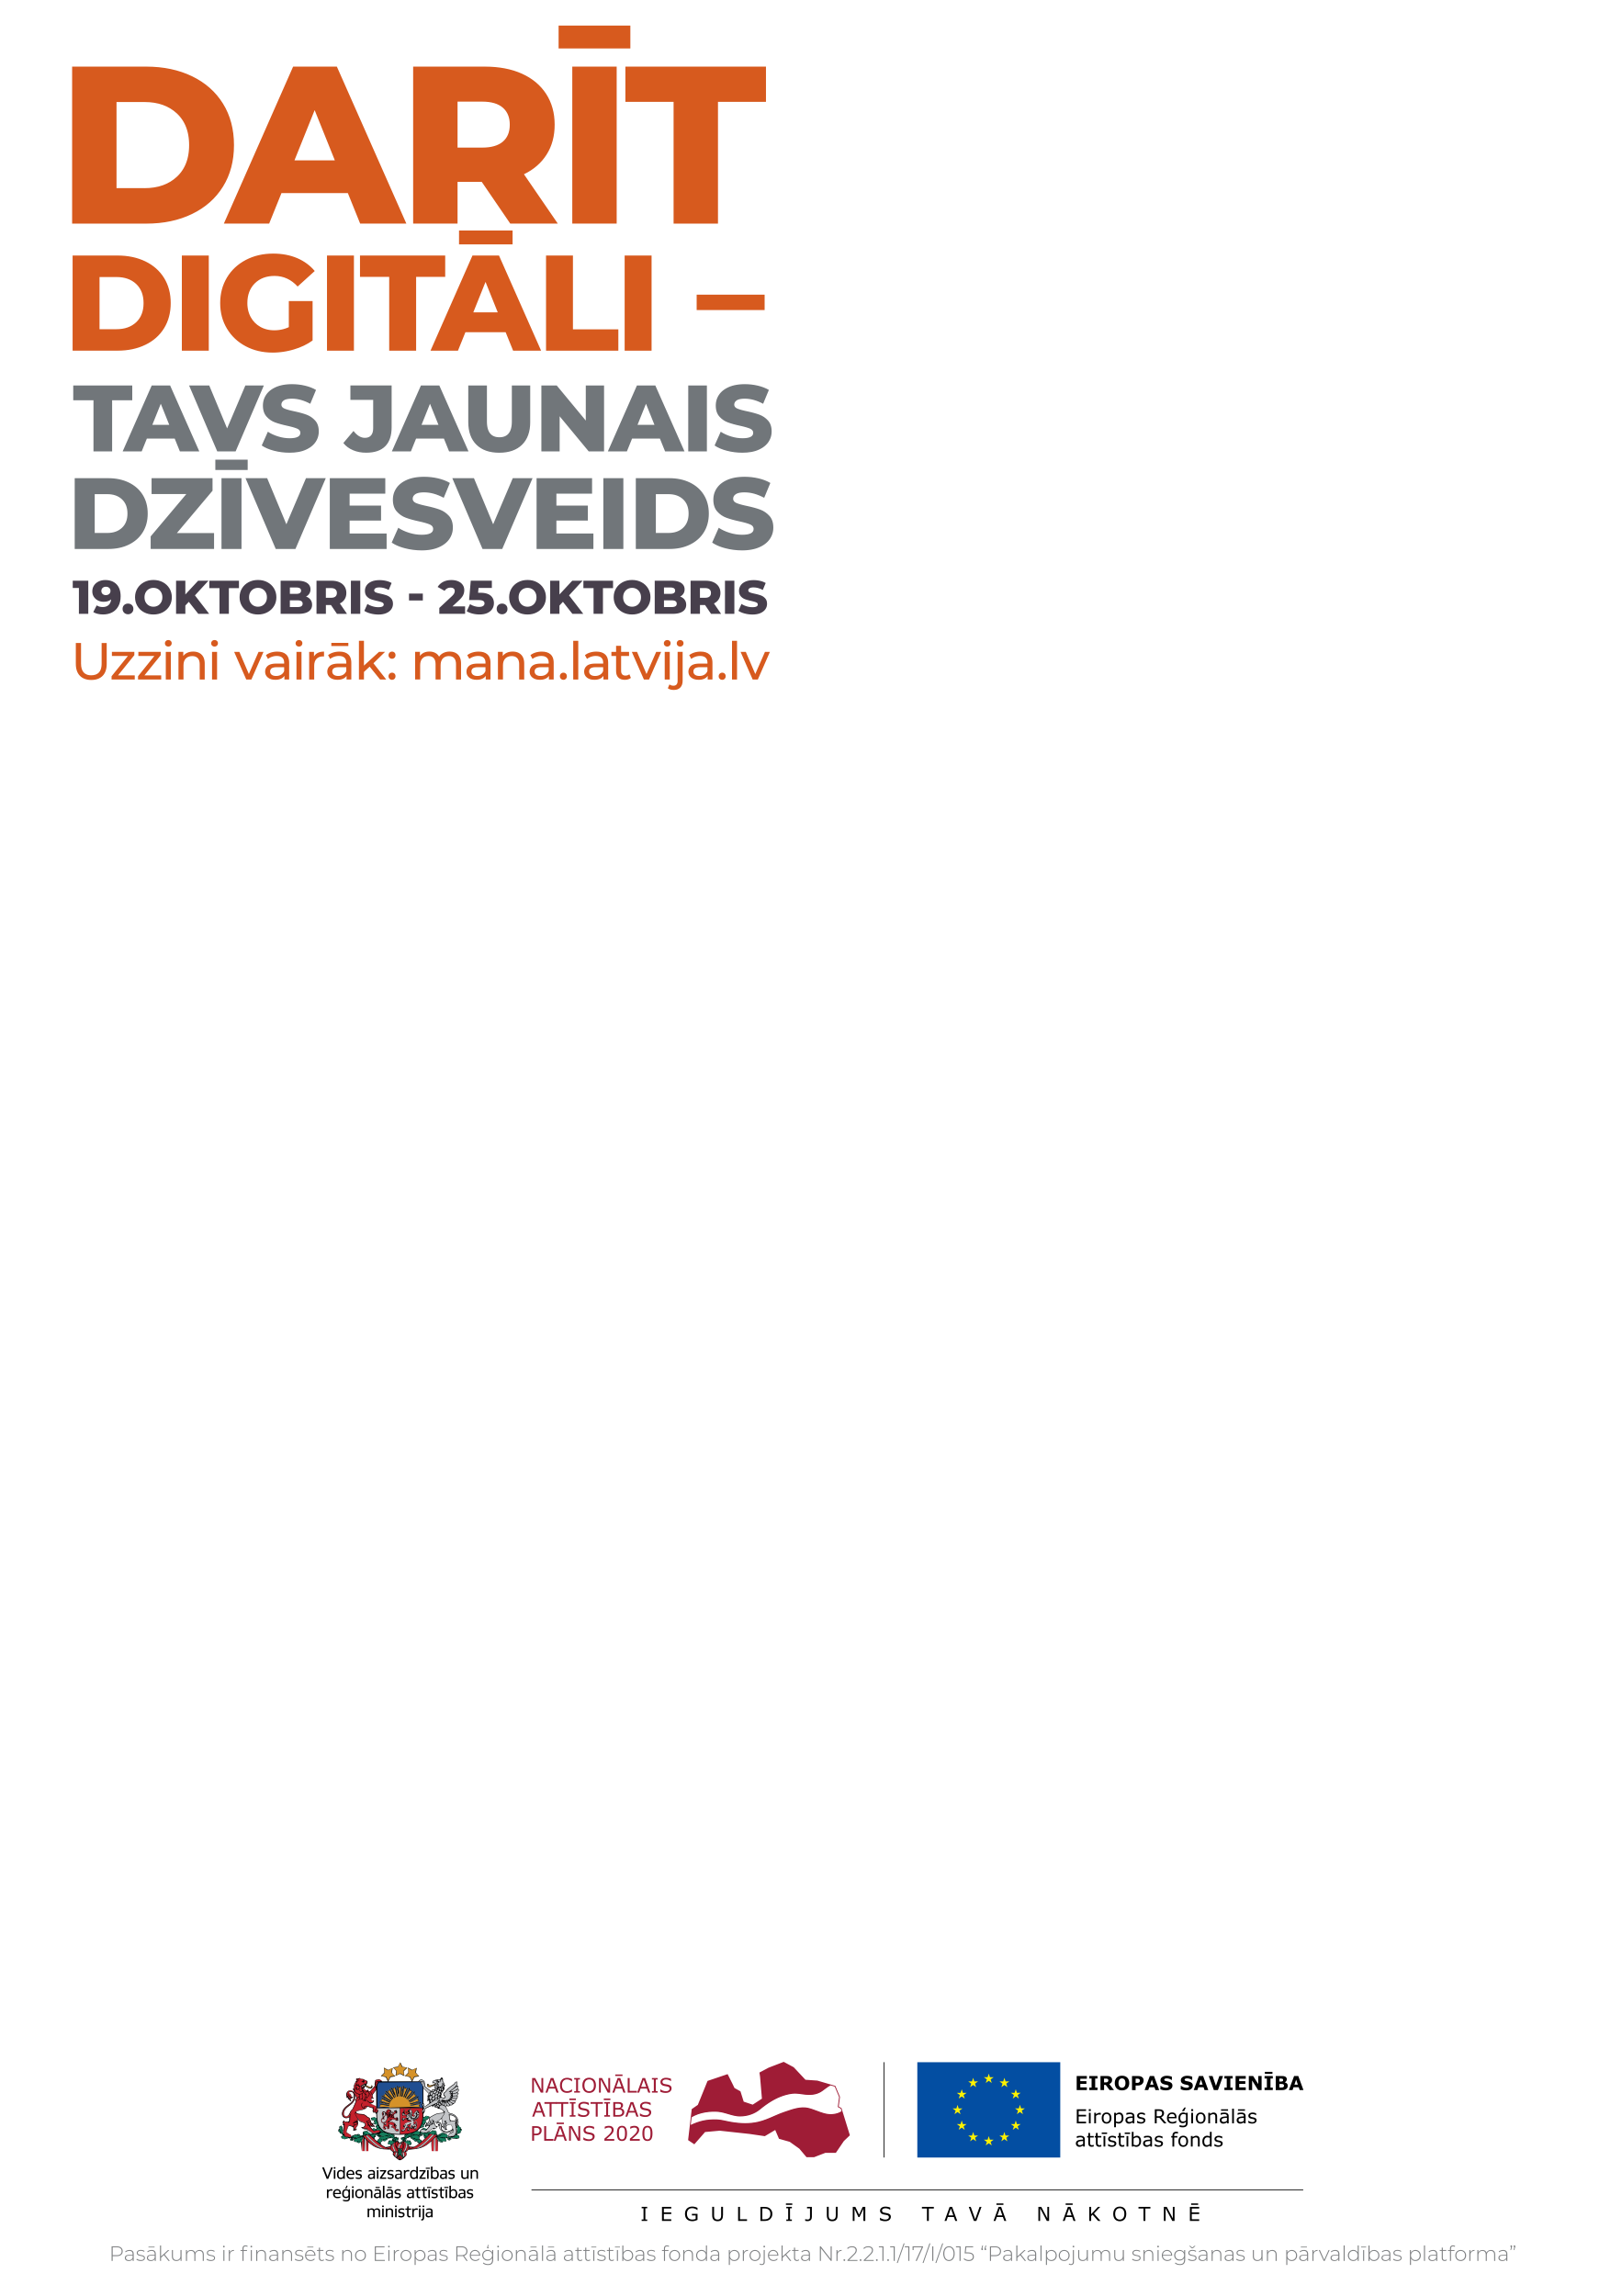 DARĪT
DIGITĀLI –
TAVS JAUNAIS
DZĪVESVEIDS
19.OKTOBRIS - 25.OKTOBRIS
Uzzini vairāk: mana.latvija.lv
Vides aizsardzības un
reģionālās attīstības
ministrija
NACIONĀLAIS
ATTĪSTĪBAS
PLĀNS 2020
EIROPAS SAVIENĪBA
Eiropas Reģionālās
attīstības fonds
IEGULDĪJUMS TAVĀ NĀKOTNĒ
Pasākums ir finansēts no Eiropas Reģionālā attīstības fonda projekta Nr.2.2.1.1/17/I/015 “Pakalpojumu sniegšanas un pārvaldības platforma”